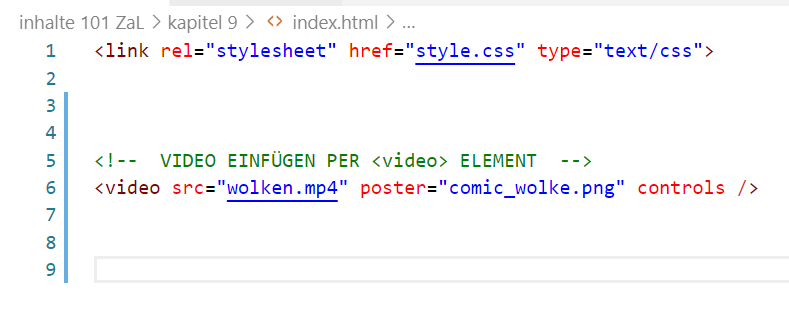 inhalte 101 ZaL > kapitel 9 > <> index.html > ...
1 <link rel="stylesheet" href="style.css" type="text/css">
2
3
4
5 <!--  VIDEO EINFÜGEN PER <video> ELEMENT  -->
6 <video src="wolken.mp4" poster="comic_wolke.png" controls />
7
8
9